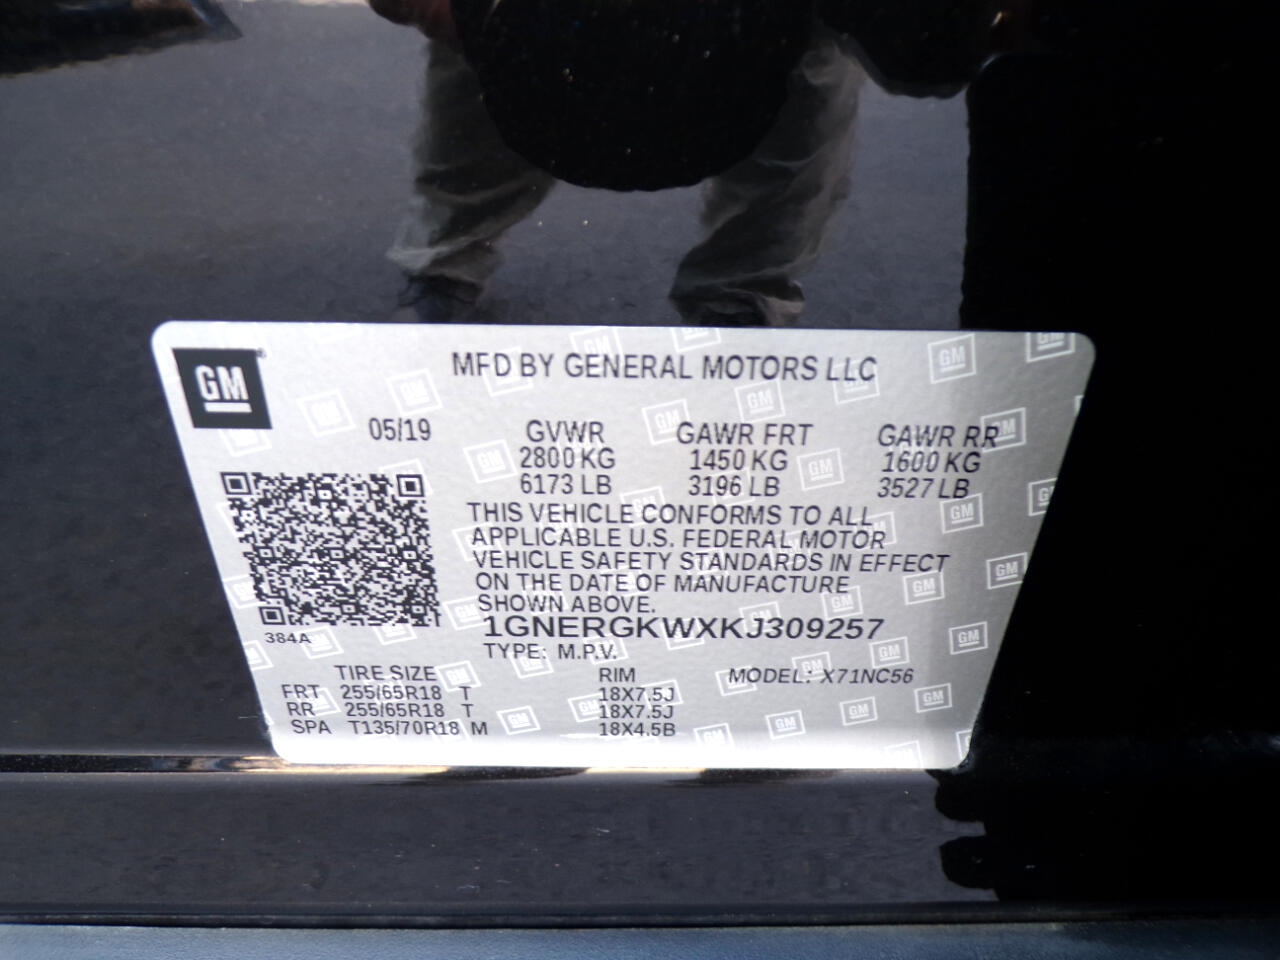 GM
MFD BY GENERAL MOTORS LLC
05/19 GVWR GAWR FRT GAWR RR
2800 KG 1450 KG 1600 KG
6173 LB 3196 LB 3527 LB
THIS VEHICLE CONFORMS TO ALL
APPLICABLE U.S. FEDERAL MOTOR
VEHICLE SAFETY STANDARDS IN EFFECT
ON THE DATE OF MANUFACTURE
SHOWN ABOVE.
384A 1GNERGKWXKJ309257
TYPE: M.P.V.
TIRE SIZE RIM MODEL: X71NC56
FRT 255/65R18 T 18X7.5J
RR 255/65R18 T 18X7.5J
SPA T135/70R18 M 18X4.5B